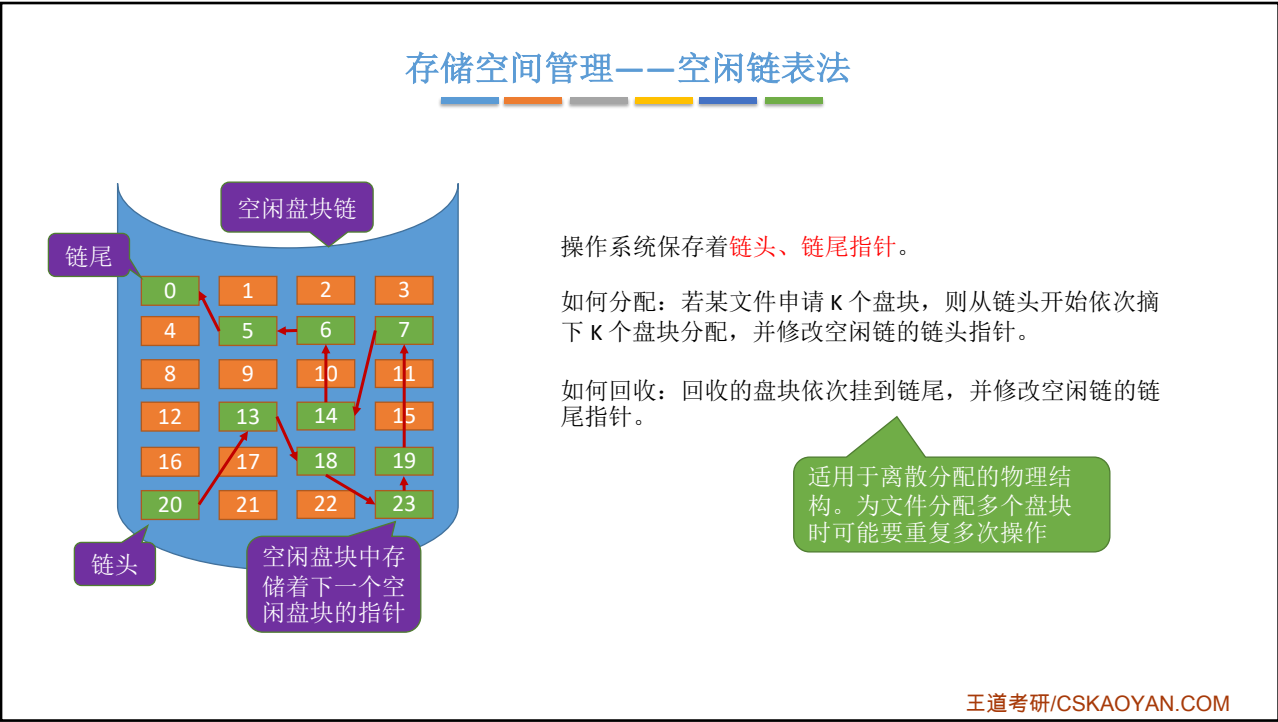 存储空间管理——空闲链表法
空闲盘块链
链尾
0 1 2 3
4 5 6 7
8 9 10 11
12 13 14 15
16 17 18 19
20 21 22 23
链头
空闲盘块中存
储着下一个空
闲盘块的指针
操作系统保存着链头、链尾指针。
如何分配：若某文件申请 K 个盘块，则从链头开始依次摘
下 K 个盘块分配，并修改空闲链的链头指针。
如何回收：回收的盘块依次挂到链尾，并修改空闲链的链
尾指针。
适用于离散分配的物理结
构。为文件分配多个盘块
时可能要重复多次操作
王道考研/CSKAOYAN.COM